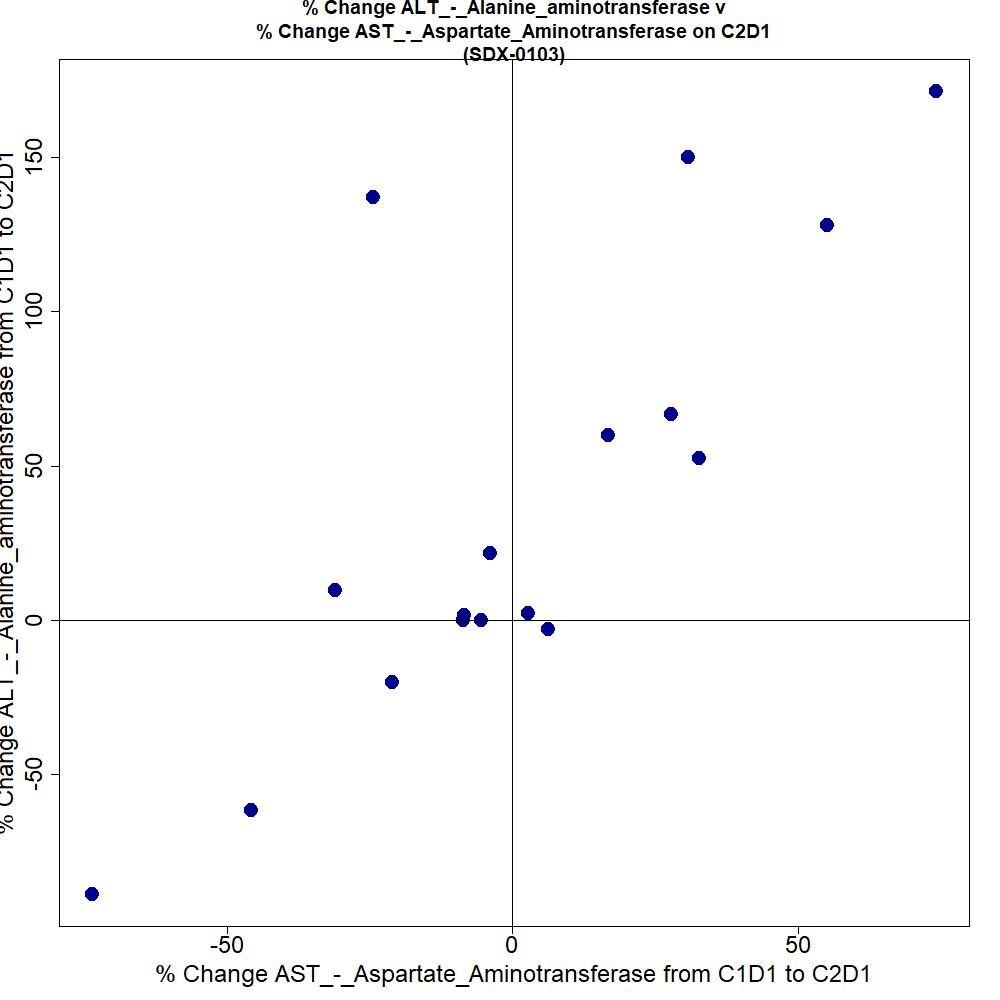 % Change ALT_-_Alanine_aminotransferase v
% Change AST_-_Aspartate_Aminotransferase on C2D1
(SDX-0103)
% Change ALT_-_Alanine_aminotransferase from C1D1 to C2D1
150
100
50
0
-50
-50
0
50
% Change AST_-_Aspartate_Aminotransferase from C1D1 to C2D1